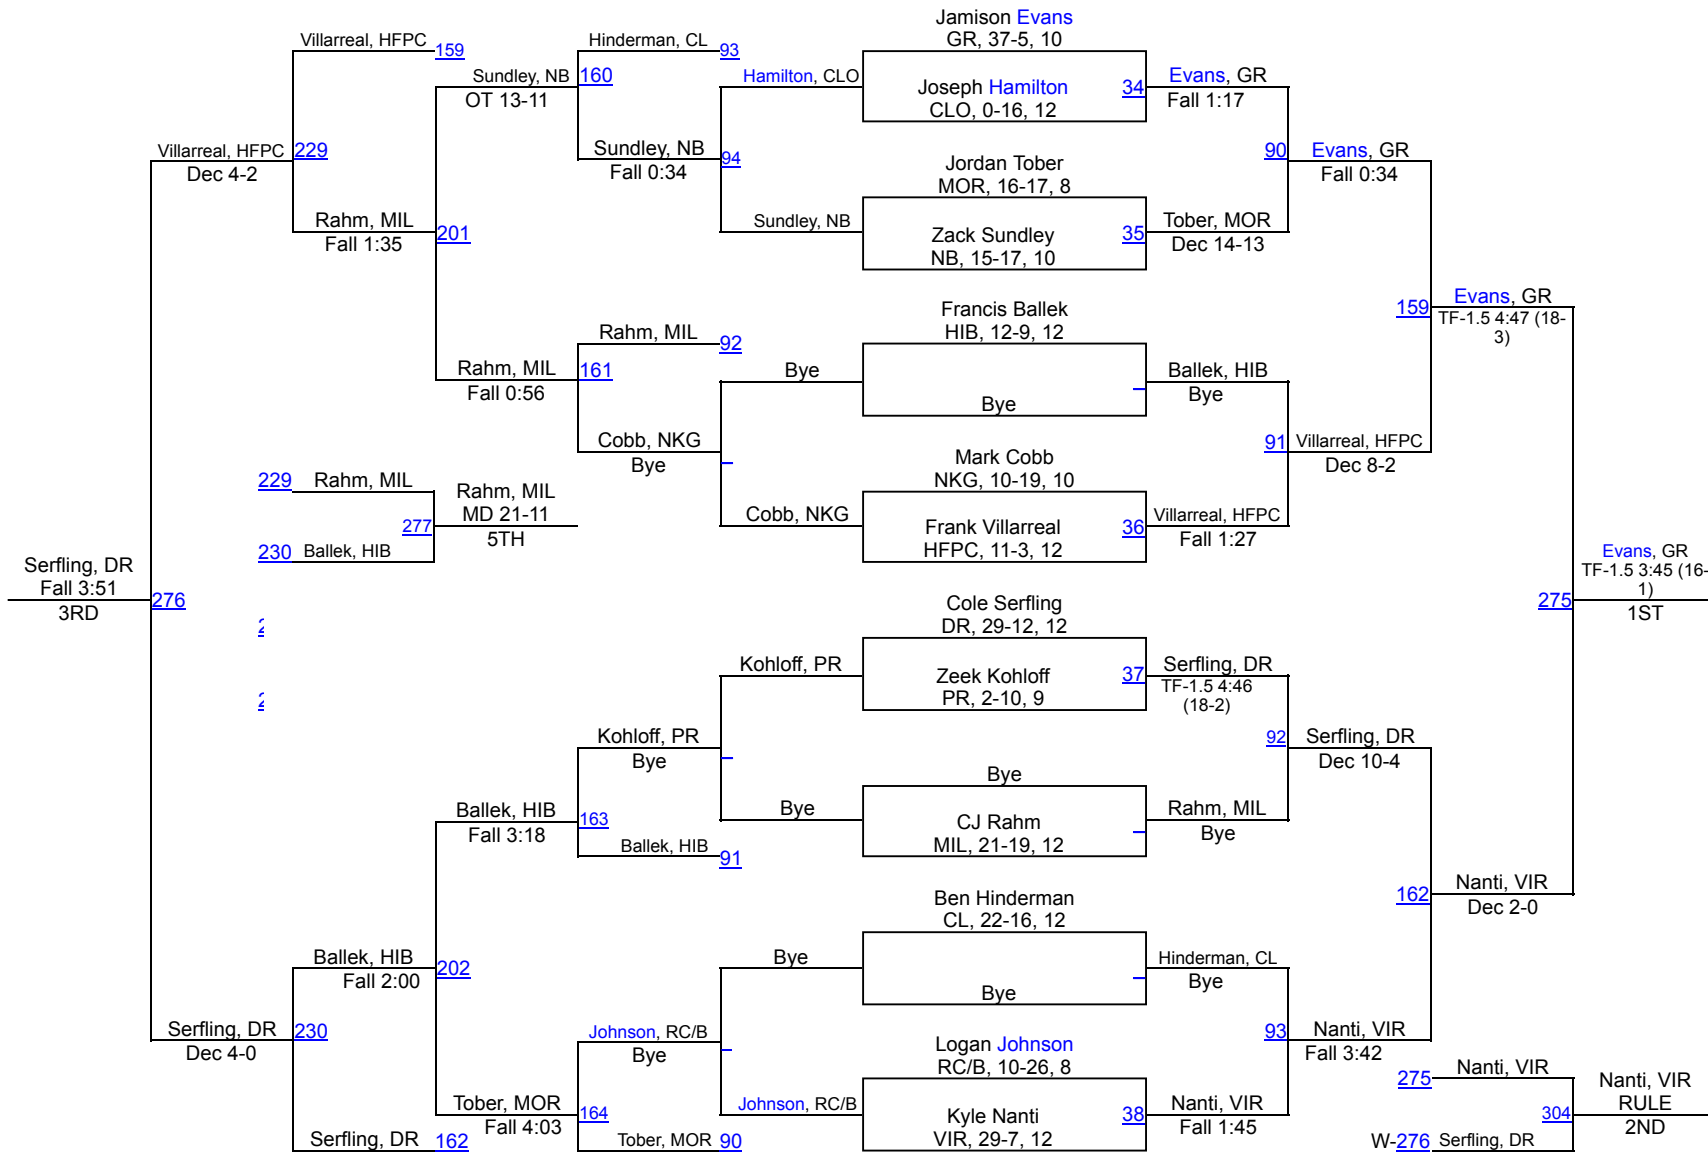 Jamison Evans
GR, 37-5, 10
Villarreal, HFPC
159
Hinderman, CL
93
Sundley, NB
160
OT 13-11
Hamilton, CLO
Joseph Hamilton
CLO, 0-16, 12
34
Evans, GR
Fall 1:17
Villarreal, HFPC
229
Dec 4-2
Sundley, NB
Fall 0:34
94
Jordan Tober
MOR, 16-17, 8
90
Evans, GR
Fall 0:34
Rahm, MIL
Fall 1:35
201
Sundley, NB
Zack Sundley
NB, 15-17, 10
35
Tober, MOR
Dec 14-13
Francis Ballek
HIB, 12-9, 12
159
Evans, GR
TF-1.5 4:47 (18-
3)
Rahm, MIL
92
Rahm, MIL
161
Fall 0:56
Bye
Bye
Ballek, HIB
Bye
Cobb, NKG
Bye
Mark Cobb
NKG, 10-19, 10
91
Villarreal, HFPC
Dec 8-2
229
Rahm, MIL
Rahm, MIL
MD 21-11
277
5TH
230
Ballek, HIB
Cobb, NKG
Frank Villarreal
HFPC, 11-3, 12
36
Villarreal, HFPC
Fall 1:27
Serfling, DR
Fall 3:51
276
3RD
Evans, GR
TF-1.5 3:45 (16-
1)
275
1ST
Cole Serfling
DR, 29-12, 12
Kohloff, PR
Zeek Kohloff
PR, 2-10, 9
37
Serfling, DR
TF-1.5 4:46
(18-2)
Kohloff, PR
Bye
92
Serfling, DR
Dec 10-4
Ballek, HIB
163
Fall 3:18
Bye
Bye
CJ Rahm
MIL, 21-19, 12
Rahm, MIL
Bye
Ballek, HIB
91
Ben Hinderman
CL, 22-16, 12
162
Nanti, VIR
Dec 2-0
Ballek, HIB
202
Fall 2:00
Bye
Bye
Hinderman, CL
Bye
Serfling, DR
230
Dec 4-0
Johnson, RC/B
Bye
Logan Johnson
RC/B, 10-26, 8
93
Nanti, VIR
Fall 3:42
Tober, MOR
164
Fall 4:03
Johnson, RC/B
Kyle Nanti
VIR, 29-7, 12
38
Nanti, VIR
Fall 1:45
275
Nanti, VIR
Nanti, VIR
RULE
304
2ND
Serfling, DR
162
Tober, MOR
90
W-276
Serfling, DR